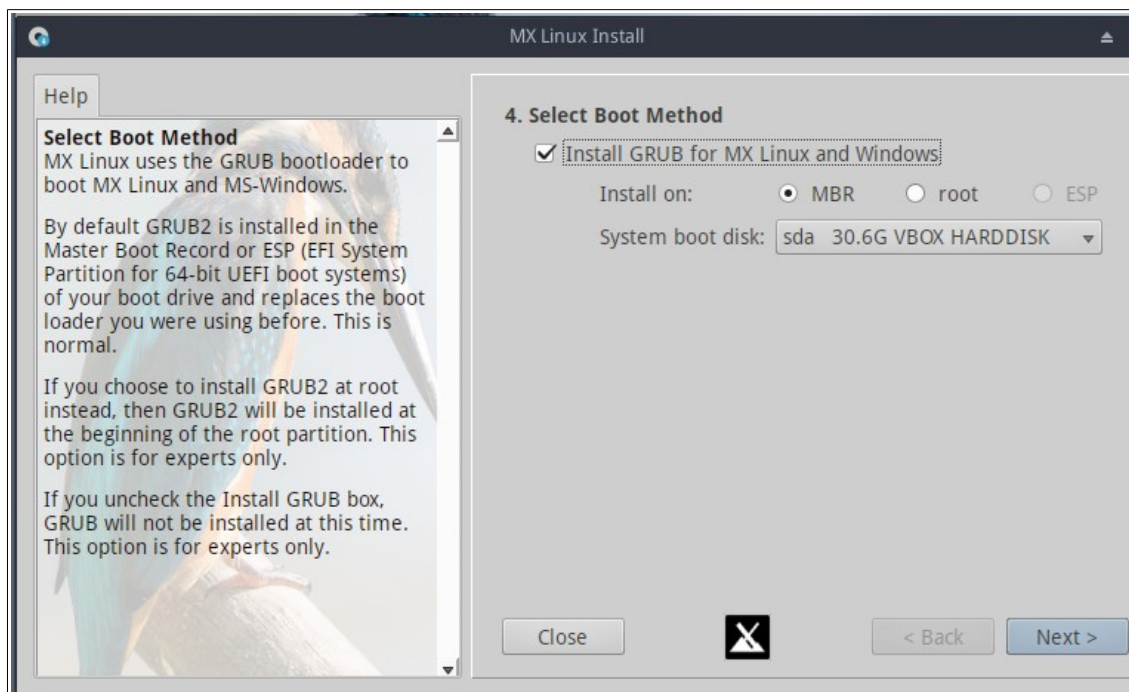 MX Linux Install
Help
Select Boot Method
MX Linux uses the GRUB bootloader to
boot MX Linux and MS-Windows.
By default GRUB2 is installed in the
Master Boot Record or ESP (EFI System
Partition for 64-bit UEFI boot systems)
of your boot drive and replaces the boot
loader you were using before. This is
normal.
If you choose to install GRUB2 at root
instead, then GRUB2 will be installed at
the beginning of the root partition. This
option is for experts only.
If you uncheck the Install GRUB box,
GRUB will not be installed at this time.
This option is for experts only.
4. Select Boot Method
Install GRUB for MX Linux and Windows
Install on: MBR root ESP
System boot disk: sda 30.6G VBOX HARDDISK
Close < Back Next >